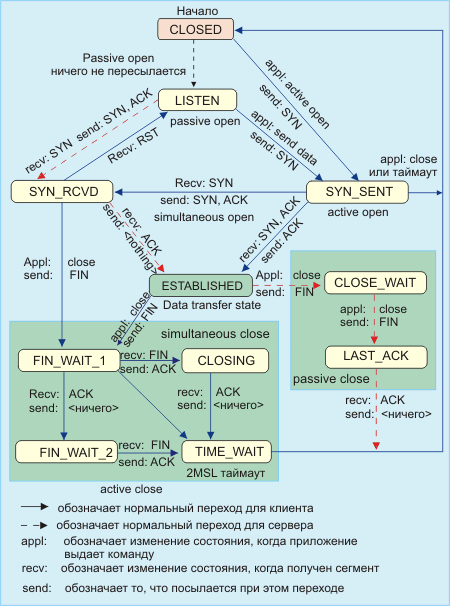 Начало
CLOSED
Passive open
ничего не пересылается
appl: active open
send: SYN
LISTEN
passive open
recv: SYN send: SYN, ACK
Recv: RST
appl: send data
send: SYN
appl: close
или таймаут
SYN_RCVD
Recv: SYN
send: SYN, ACK
simultaneous open
SYN_SENT
active open
recv: ACK
send: <nothing>
recv: SYN, ACK
send: ACK
Appl: close
send: FIN
ESTABLISHED
Data transfer state
Appl: close
send: FIN
CLOSE_WAIT
appl: close
send: FIN
appl: close
send: FIN
LAST_ACK
passive close
simultaneous close
FIN_WAIT_1
recv: FIN
send: ACK
CLOSING
Recv: ACK
send: <ничего>
recv: ACK
send: <ничего>
recv: ACK
send: <ничего>
FIN_WAIT_2
recv: FIN
send: ACK
TIME_WAIT
2MSL таймаут
active close
обозначает нормальный переход для клиента
обозначает нормальный переход для сервера
appl: обозначает изменение состояния, когда приложение
выдает команду
recv: обозначает изменение состояния, когда получен сегмент
send: обозначает то, что посылается при этом переходе